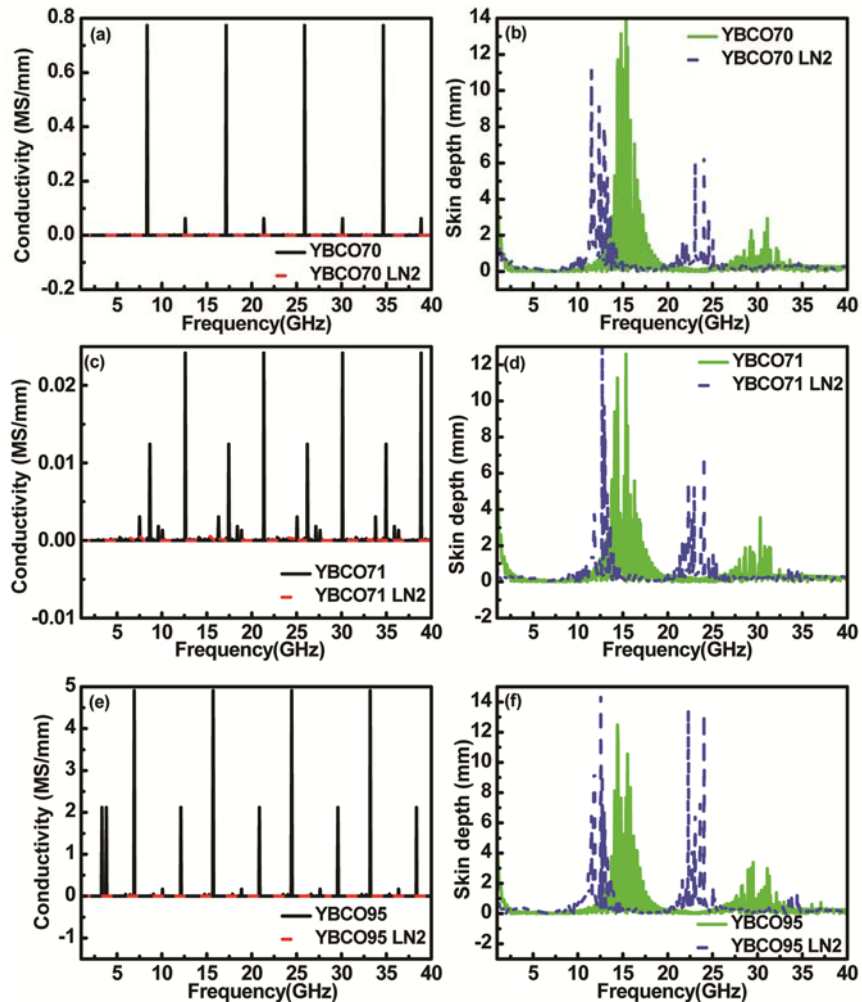 (a)
0.8
0.6
0.4
0.2
0.0
-0.2
Conductivity (MS/mm)
YBCO70
YBCO70 LN2
5 10 15 20 25 30 35 40
Frequency(GHz)
(b)
14
12
10
8
6
4
2
0
Skin depth (mm)
YBCO70
YBCO70 LN2
5 10 15 20 25 30 35 40
Frequency(GHz)
(c)
0.02
0.01
0.00
-0.01
Conductivity (MS/mm)
YBCO71
YBCO71 LN2
5 10 15 20 25 30 35 40
Frequency(GHz)
(d)
12
10
8
6
4
2
0
-2
Skin depth (mm)
YBCO71
YBCO71 LN2
5 10 15 20 25 30 35 40
Frequency(GHz)
(e)
5
4
3
2
1
0
-1
Conductivity (MS/mm)
YBCO95
YBCO95 LN2
5 10 15 20 25 30 35 40
Frequency(GHz)
(f)
14
12
10
8
6
4
2
0
-2
Skin depth (mm)
YBCO95
YBCO95 LN2
5 10 15 20 25 30 35 40
Frequency(GHz)